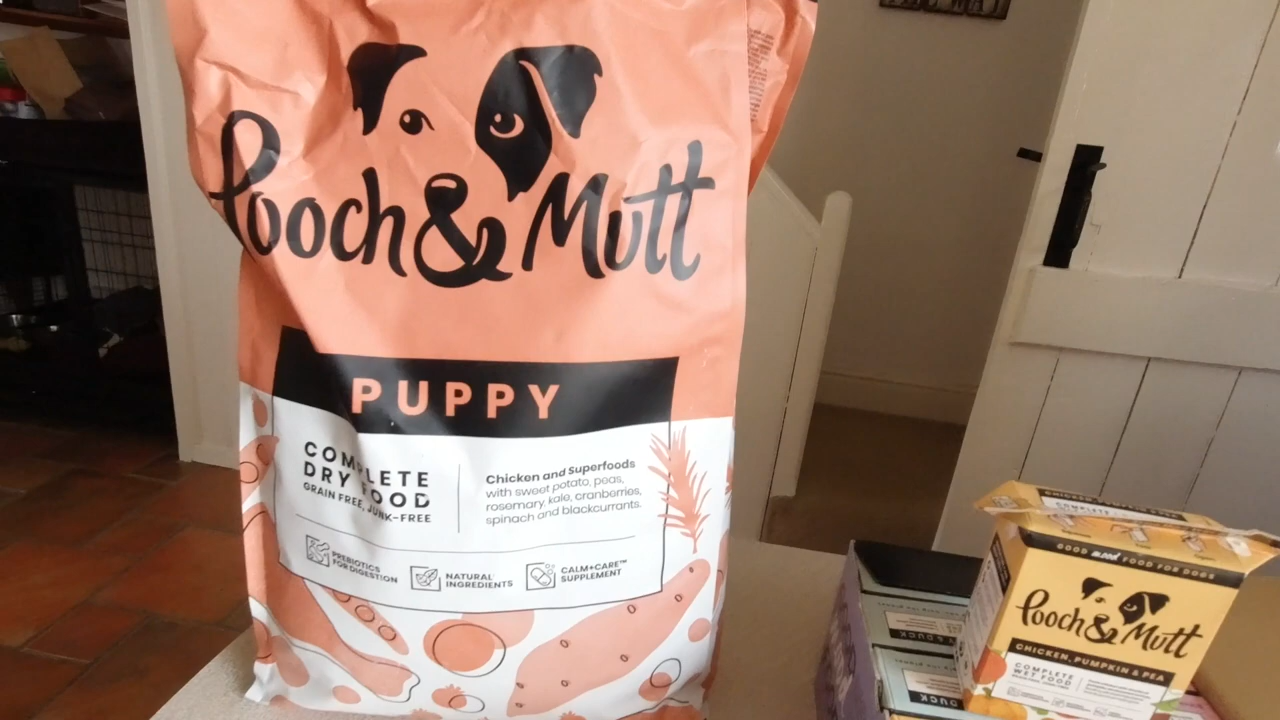 Pooch & Mutt
PUPPY
COMPLETE
DRY FOOD
GRAIN FREE, JUNK-FREE
Chicken and Superfoods
with sweet potato, peas,
rosemary, kale, cranberries,
spinach and blackcurrants.
PREBIOTICS
FOR DIGESTION
NATURAL
INGREDIENTS
CALM+CARE™
SUPPLEMENT
GOOD mood FOOD FOR DOGS
Pooch & Mutt
CHICKEN, PUMPKIN & PEA
COMPLETE
WET FOOD
& DUCK
DUCK